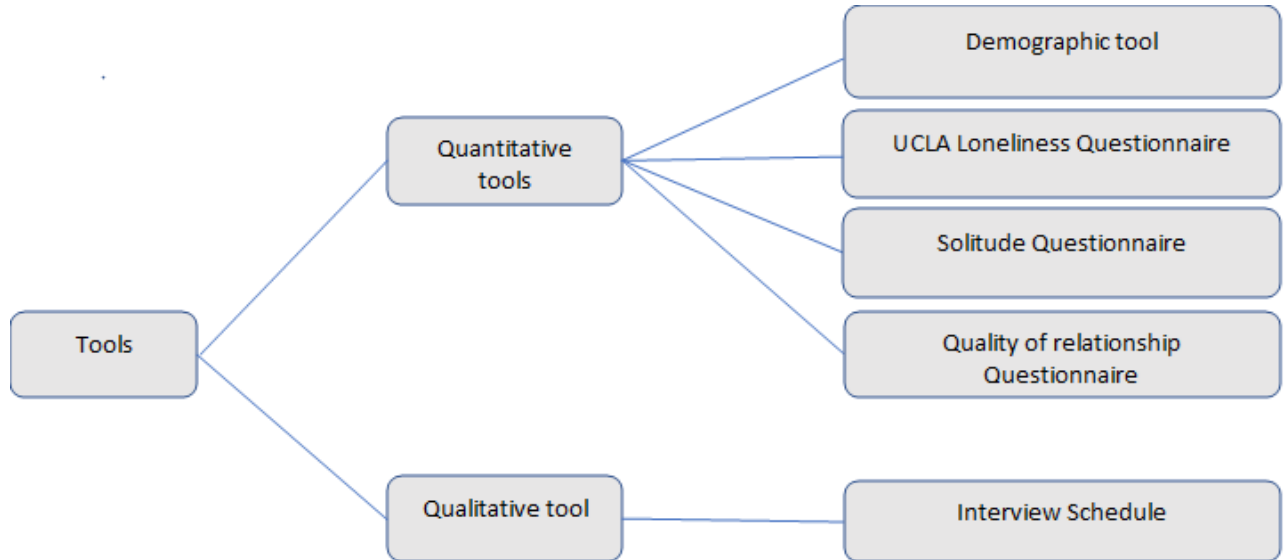 Demographic tool
Quantitative
tools
UCLA Loneliness Questionnaire
Solitude Questionnaire
Tools
Quality of relationship
Questionnaire
Qualitative tool
Interview Schedule